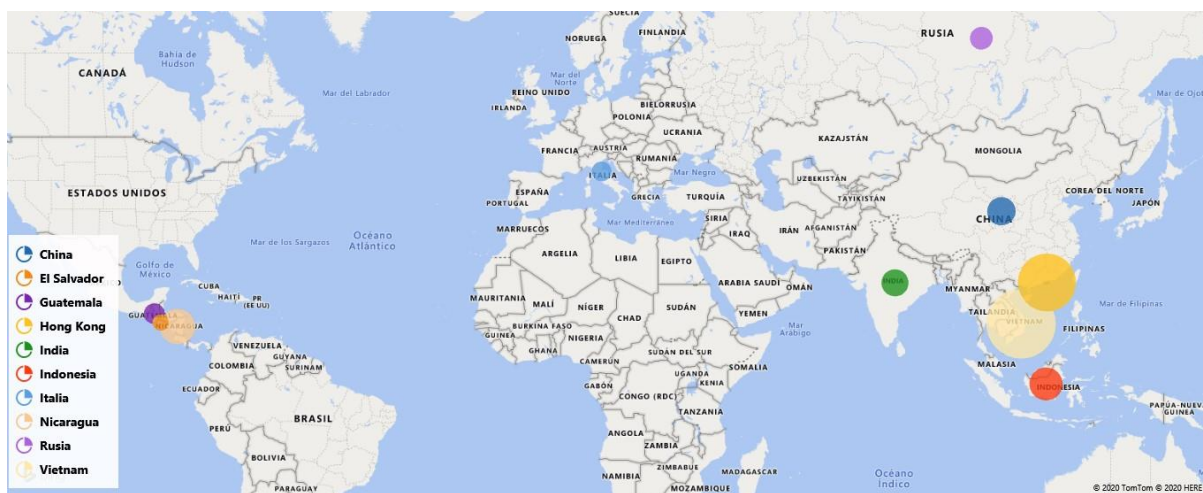 SUECIA
NORUEGA
FINLANDIA
RUSIA
Bahía de
Hudson
CANADÁ
Mar del Labrador
Mar del
Norte
REINO UNIDO
IRLANDA
BIELORRUSIA
POLONIA
UCRANIA
KAZAJSTÁN
MONGOLIA
FRANCIA
AUSTRIA
RUMANÍA
ITALIA
Mar Negro
UZBEKISTÁN
ESTADOS UNIDOS
ESPAÑA
PORTUGAL
GRECIA
TURQUÍA
TAYIKISTÁN
COREA DEL NORTE
JAPÓN
CHINA
Mar de los Sargazos
Océano
Atlántico
MARRUECOS
Mar Mediterráneo
SIRIA
IRAQ
IRÁN
AFGANISTÁN
PAKISTÁN
Golfo de
México
ARGELIA
LIBIA
EGIPTO
ARABIA SAUDÍ
OMÁN
INDIA
MYANMAR
CUBA
HAITÍ
PR
(EE UU)
MAURITANIA
MALÍ
NÍGER
CHAD
SUDÁN
YEMEN
Mar
Arábigo
TAILANDIA
VIETNAM
FILIPINAS
Mar de Filipinas
NICARAGUA
BURKINA FASO
GUINEA
GHANA
NIGERIA
VENEZUELA
GUYANA
COLOMBIA
SURINAM
CAMERÚN
SUDÁN DEL SUR
SOMALIA
MALASIA
ECUADOR
GABÓN
UGANDA
KENIA
CONGO (RDC)
INDONESIA
PAPÚA-NUEV
GUINEA
BRASIL
PERÚ
TANZANIA
ANGOLA
ZAMBIA
BOLIVIA
ZIMBABUE
NAMIBIA
MADAGASCAR
MOZAMBIQUE
PARAGUAY
Océano
Índico
China
El Salvador
Guatemala
Hong Kong
India
Indonesia
Italia
Nicaragua
Rusia
Vietnam
© 2020 TomTom © 2020 HERE